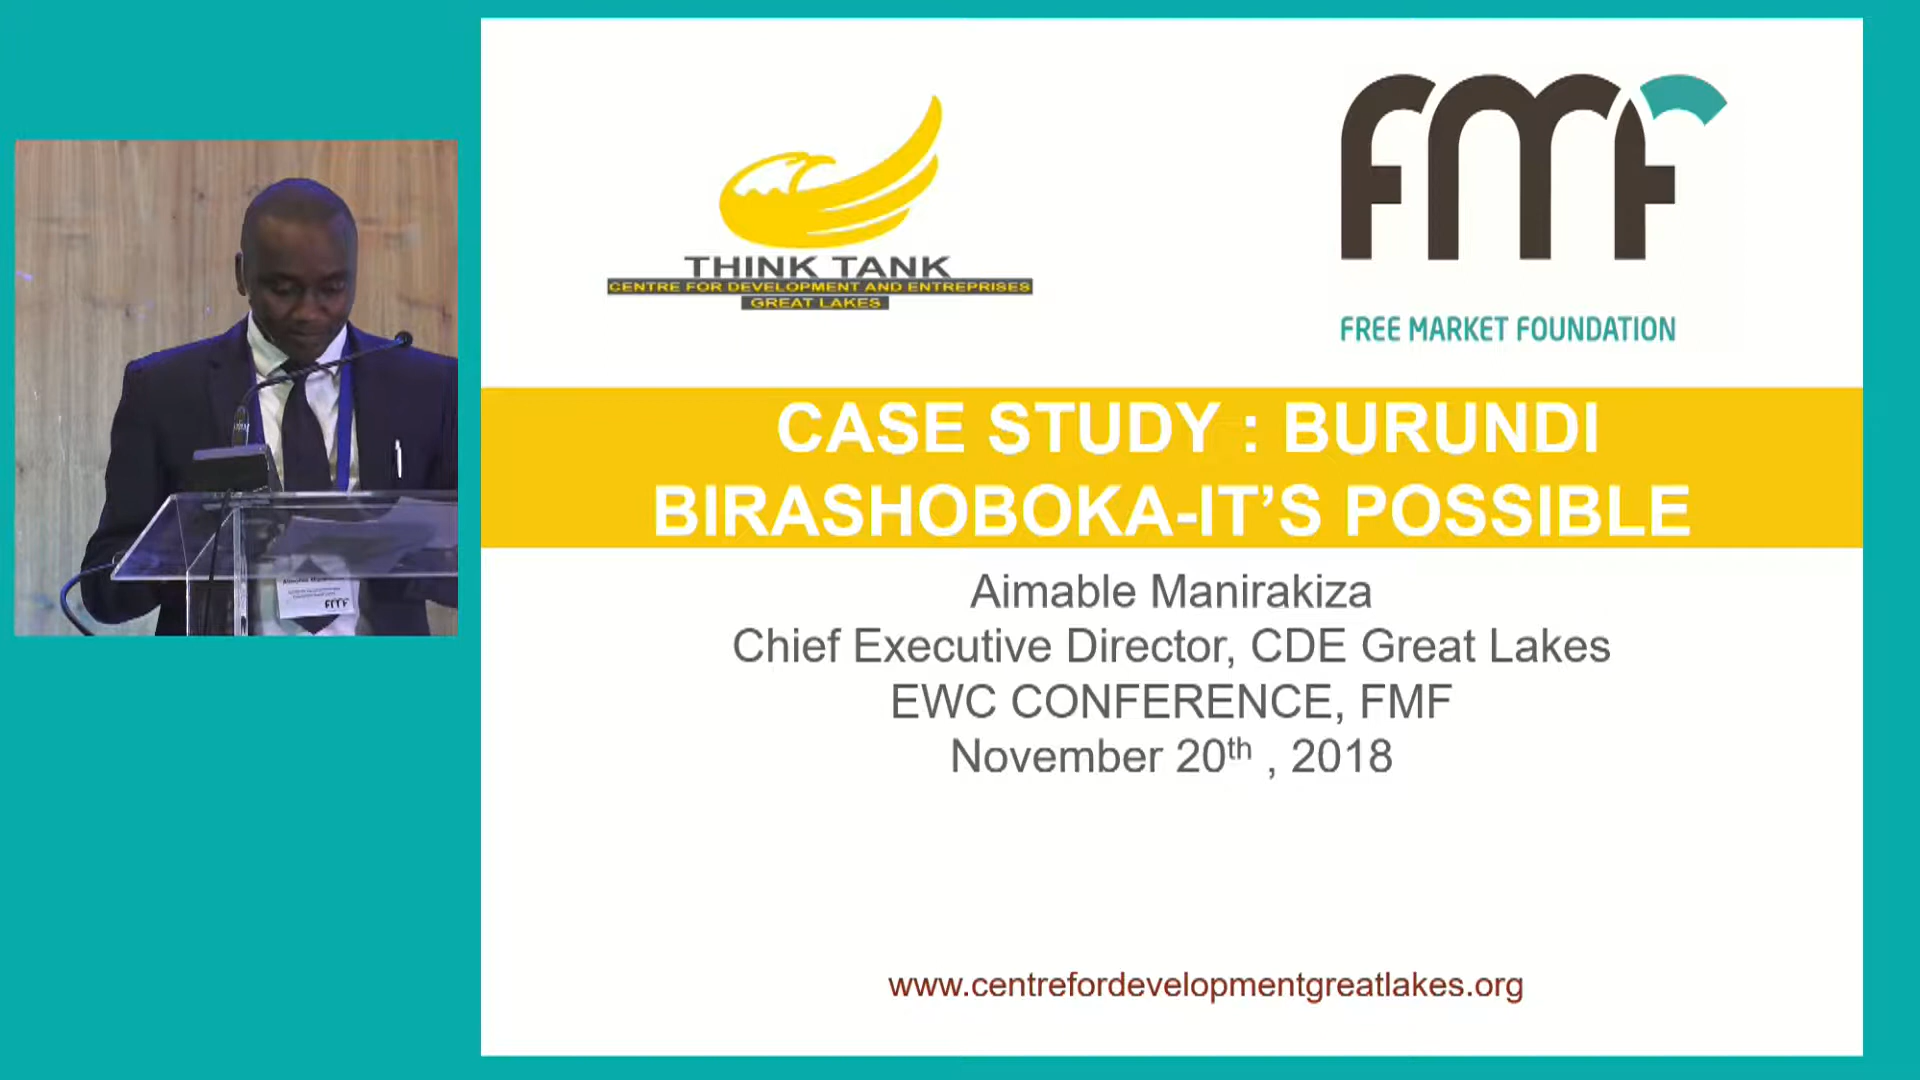 THINK TANK
CENTRE FOR DEVELOPMENT AND ENTREPRISES
GREAT LAKES
FMF
FREE MARKET FOUNDATION
CASE STUDY : BURUNDI
BIRASHOBOKA-IT’S POSSIBLE
Aimable Manirakiza
Chief Executive Director, CDE Great Lakes
EWC CONFERENCE, FMF
November 20th , 2018
www.centrefordevelopmentgreatlakes.org
FMF